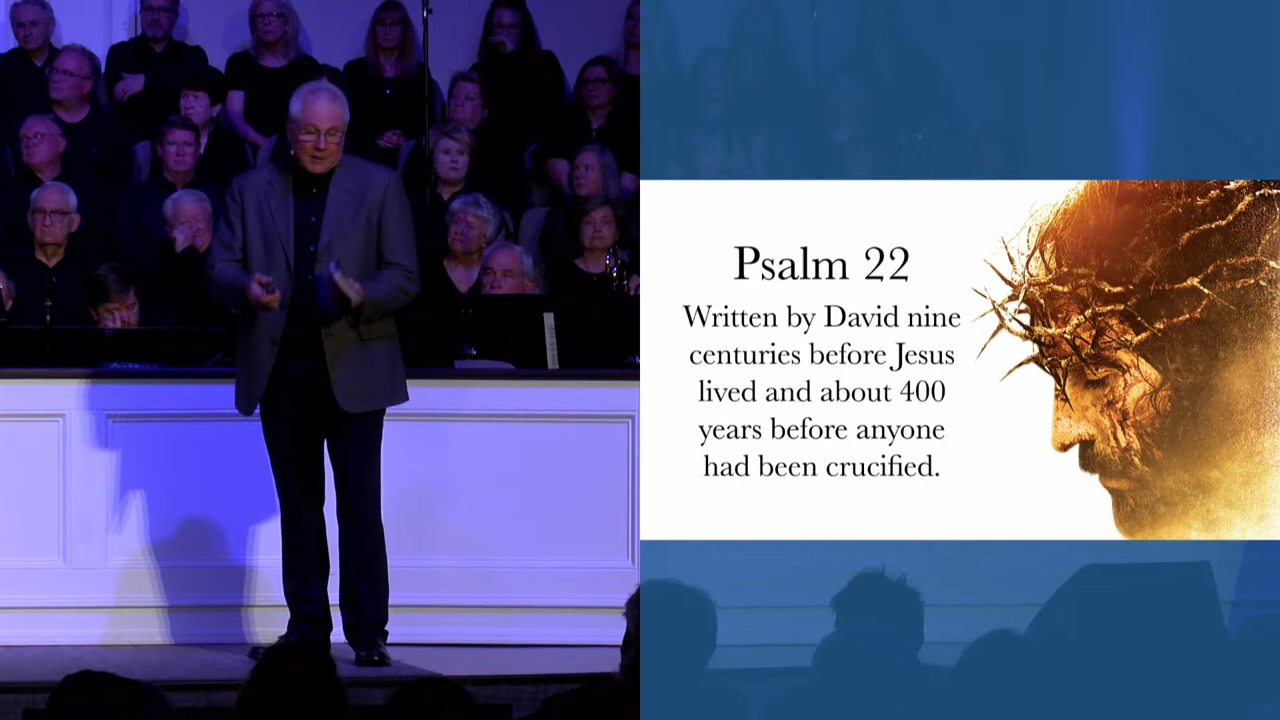 Psalm 22
Written by David nine
centuries before Jesus
lived and about 400
years before anyone
had been crucified.